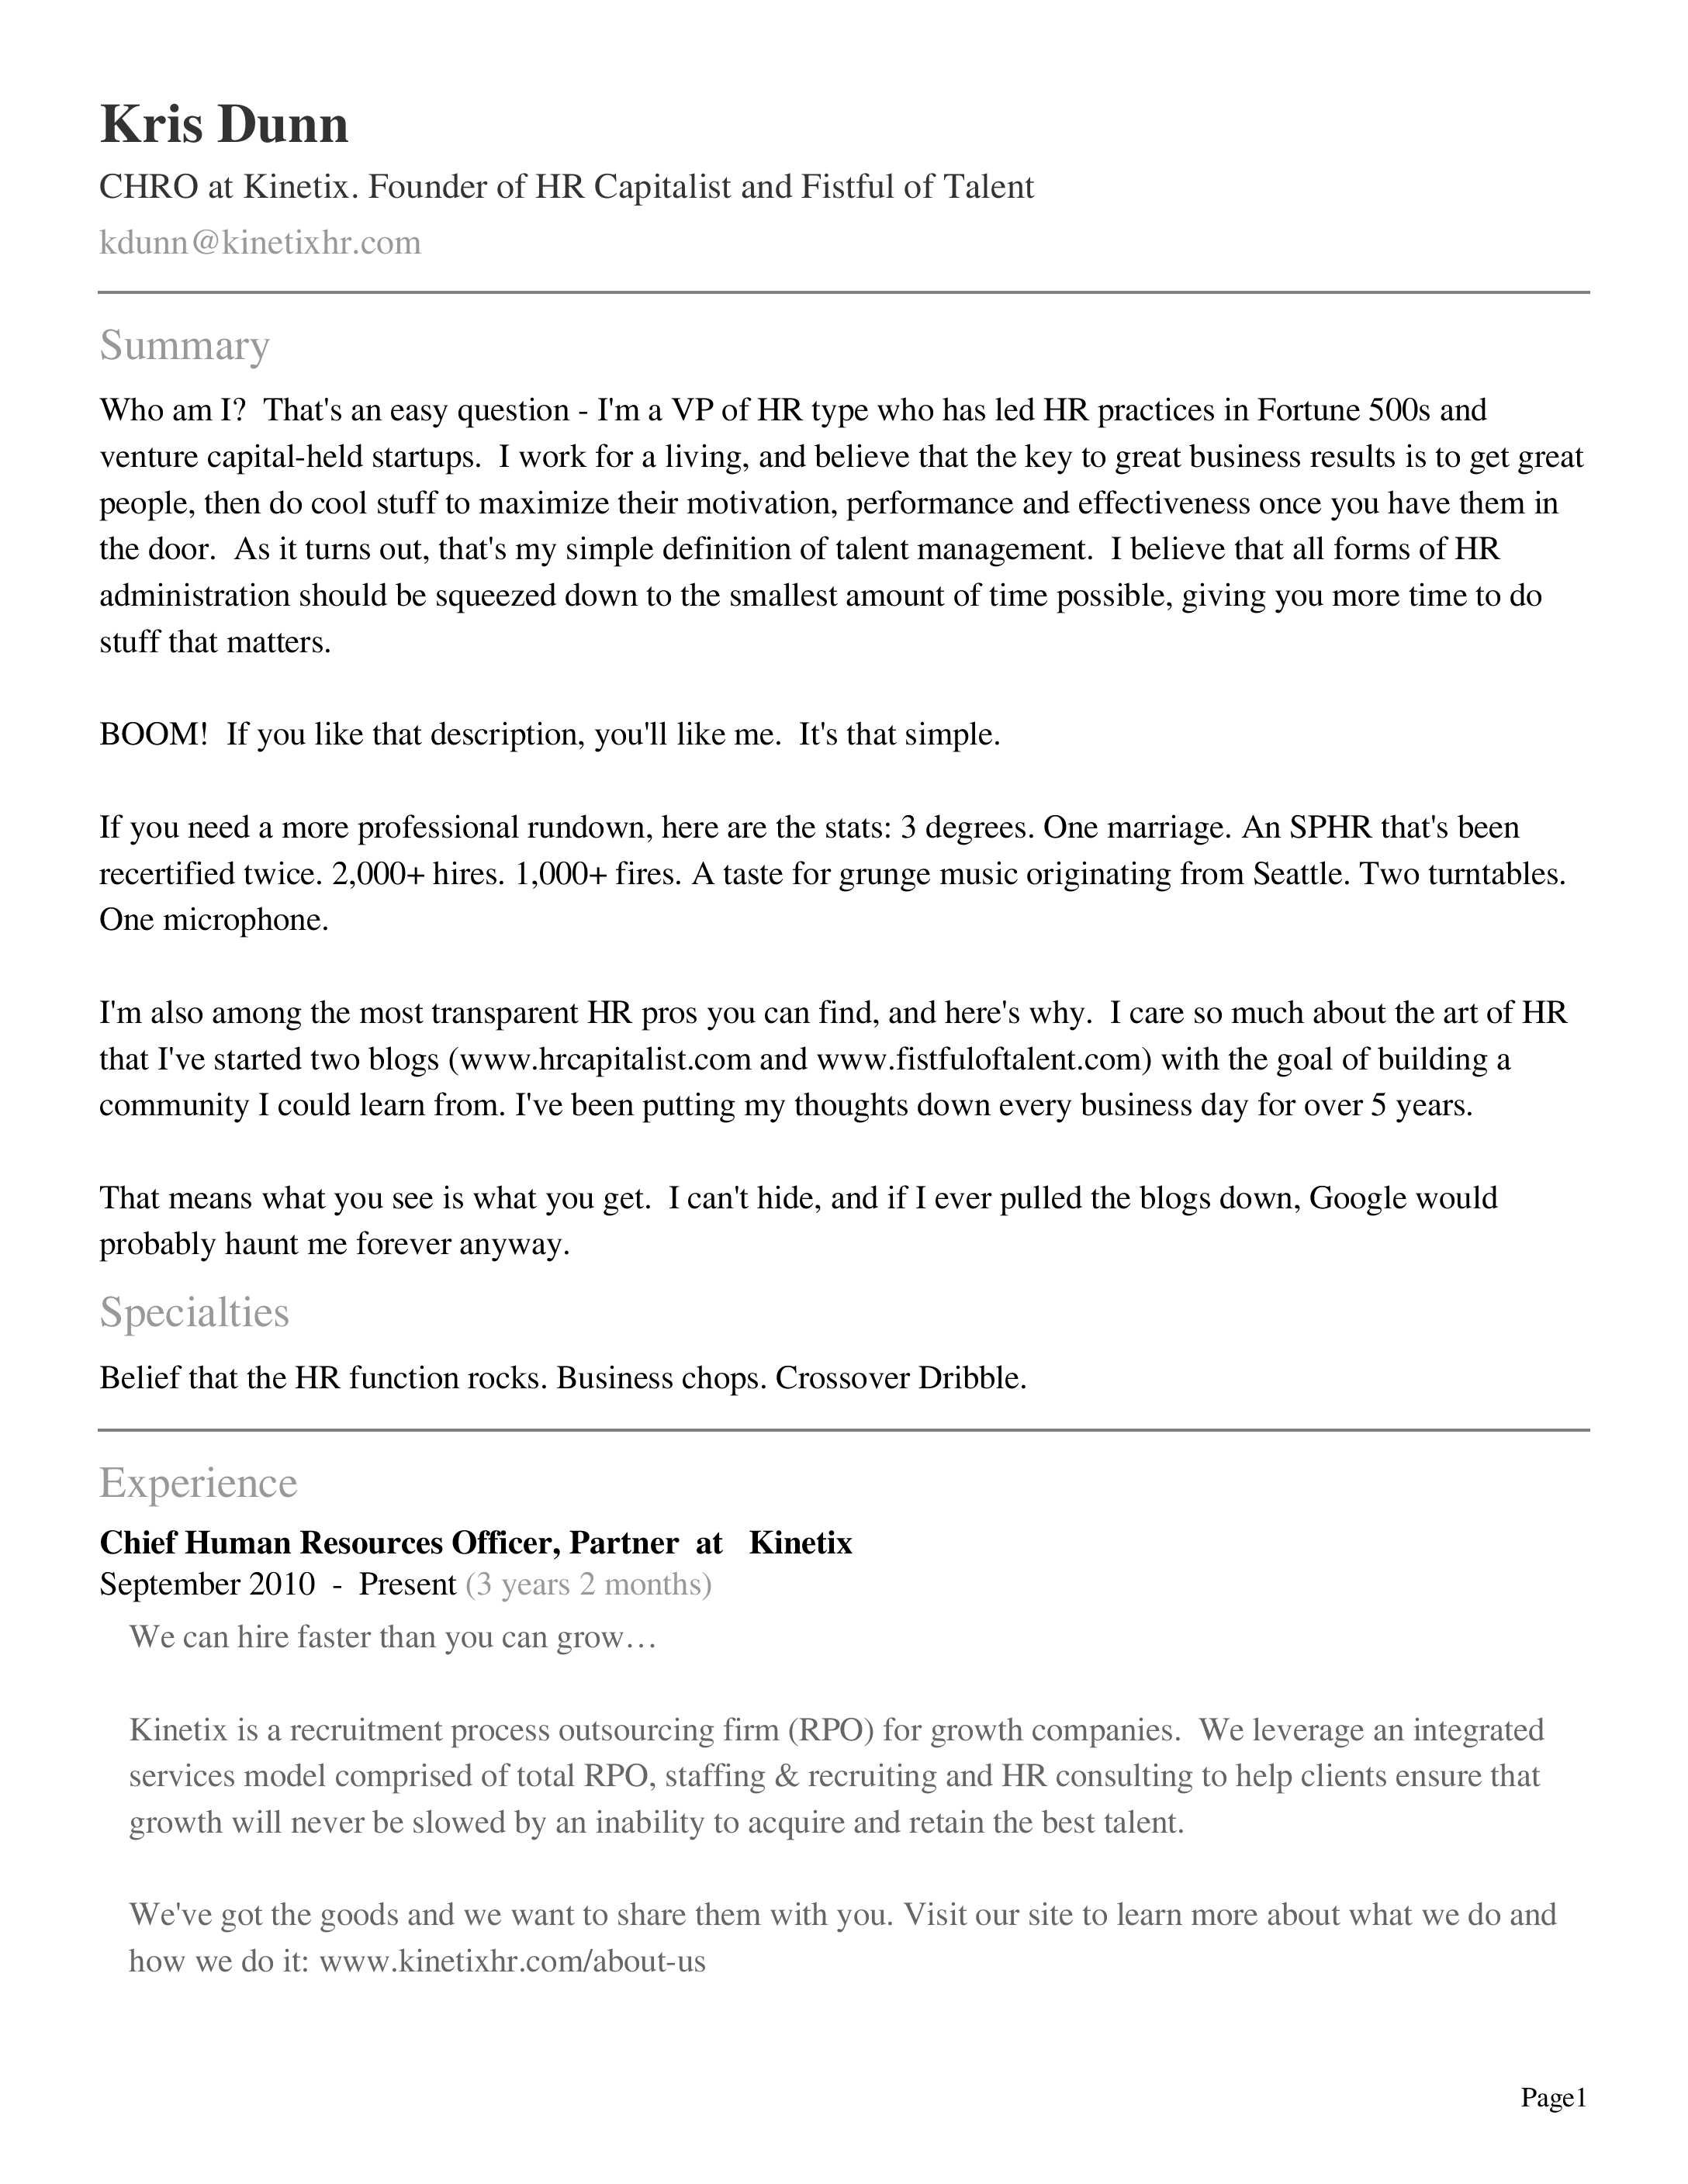 Kris Dunn
CHRO at Kinetix. Founder of HR Capitalist and Fistful of Talent
kdunn@kinetixhr.com
Summary
Who am I?  That's an easy question - I'm a VP of HR type who has led HR practices in Fortune 500s and
venture capital-held startups.  I work for a living, and believe that the key to great business results is to get great
people, then do cool stuff to maximize their motivation, performance and effectiveness once you have them in
the door.  As it turns out, that's my simple definition of talent management.  I believe that all forms of HR
administration should be squeezed down to the smallest amount of time possible, giving you more time to do
stuff that matters.
BOOM!  If you like that description, you'll like me.  It's that simple.
If you need a more professional rundown, here are the stats: 3 degrees. One marriage. An SPHR that's been
recertified twice. 2,000+ hires. 1,000+ fires. A taste for grunge music originating from Seattle. Two turntables.
One microphone.
I'm also among the most transparent HR pros you can find, and here's why.  I care so much about the art of HR
that I've started two blogs (www.hrcapitalist.com and www.fistfuloftalent.com) with the goal of building a
community I could learn from. I've been putting my thoughts down every business day for over 5 years.
That means what you see is what you get.  I can't hide, and if I ever pulled the blogs down, Google would
probably haunt me forever anyway.
Specialties
Belief that the HR function rocks. Business chops. Crossover Dribble.
Experience
Chief Human Resources Officer, Partner  at   Kinetix
September 2010  -  Present (3 years 2 months)
We can hire faster than you can grow…
Kinetix is a recruitment process outsourcing firm (RPO) for growth companies.  We leverage an integrated
services model comprised of total RPO, staffing & recruiting and HR consulting to help clients ensure that
growth will never be slowed by an inability to acquire and retain the best talent.
We've got the goods and we want to share them with you. Visit our site to learn more about what we do and
how we do it: www.kinetixhr.com/about-us
Page1